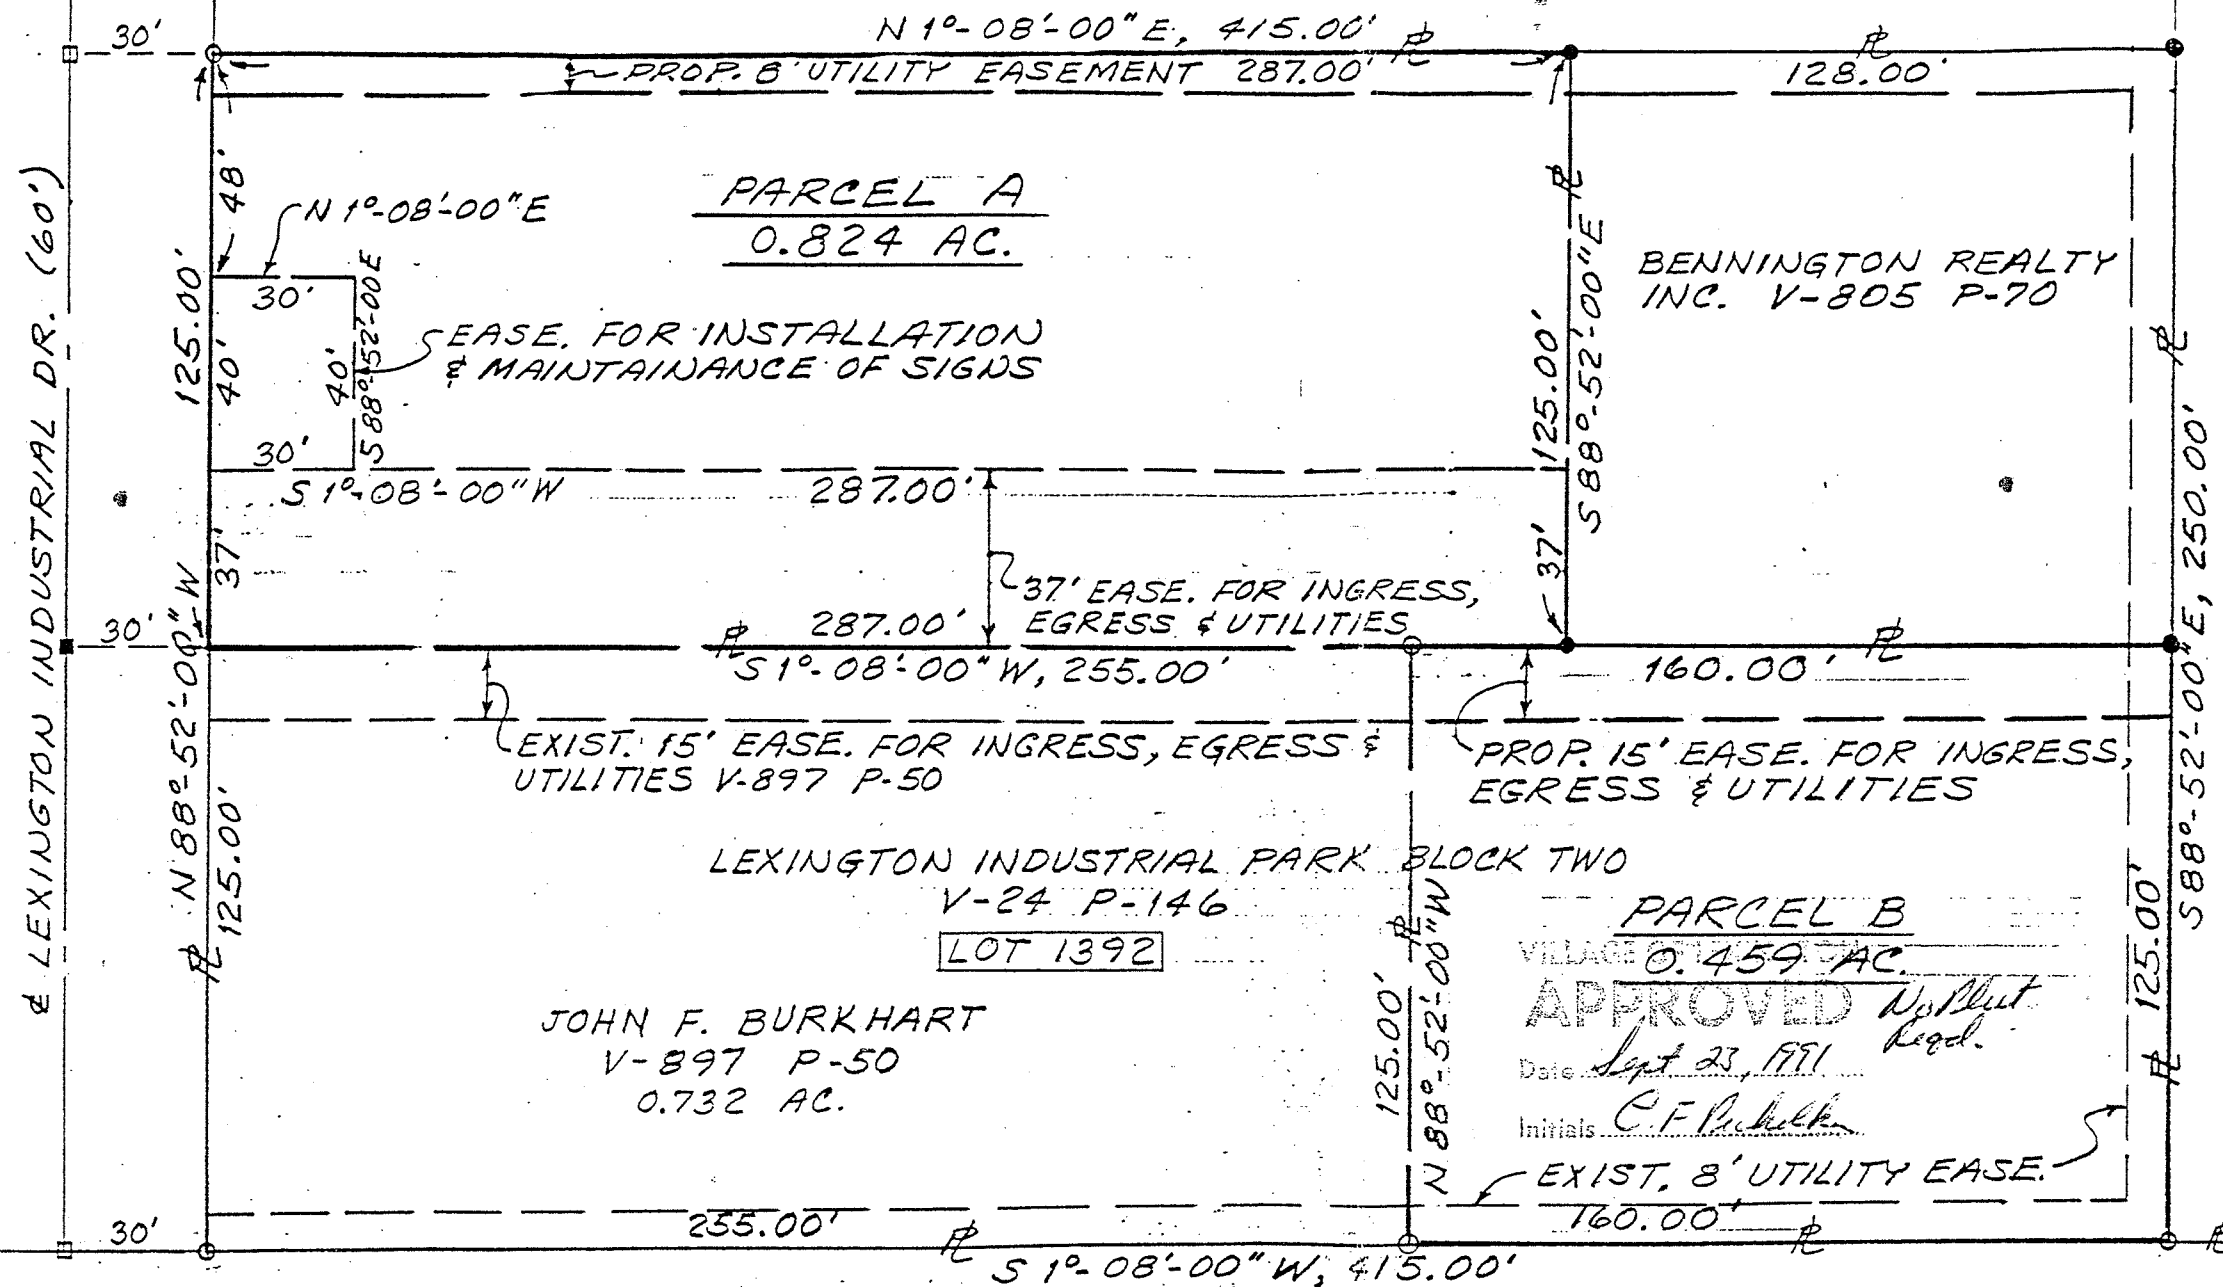 N 1°-08'-00" E, 415.00' ⅊
30'
PROP. 8' UTILITY EASEMENT 287.00'
⅊
128.00'
48'
N 1°-08'-00" E
30'
PARCEL A
0.824 AC.
⅊
S 88°-52'-00" E
125.00'
37'
BENNINGTON REALTY
INC. V-805 P-70
⅊
S 88°-52'-00" E, 250.00'
125.00'
40'
40'
S 88°-52'-00 E
EASE. FOR INSTALLATION
& MAINTAINANCE OF SIGNS
30'
S 1°-08'-00" W
287.00'
37'
37' EASE. FOR INGRESS,
EGRESS & UTILITIES
℄ LEXINGTON INDUSTRIAL DR. (60')
30'
287.00'
⅊
S 1°-08'-00" W, 255.00'
160.00' ⅊
EXIST. 15' EASE. FOR INGRESS, EGRESS &
UTILITIES V-897 P-50
PROP. 15' EASE. FOR INGRESS,
EGRESS & UTILITIES
⅊ N 88°-52'-00" W
125.00'
LEXINGTON INDUSTRIAL PARK BLOCK TWO
V-24 P-146
LOT 1392
JOHN F. BURKHART
V-897 P-50
0.732 AC.
125.00'
⅊
N 88°-52'-00" W
PARCEL B
0.459 AC.
VILLAGE OF
APPROVED No Plat
Reqd.
Date Sept 23, 1991
Initials C.F.
125.00'
⅊
EXIST. 8' UTILITY EASE.
255.00'
⅊
160.00'
⅊
30'
S 1°-08'-00" W, 415.00'
⅊